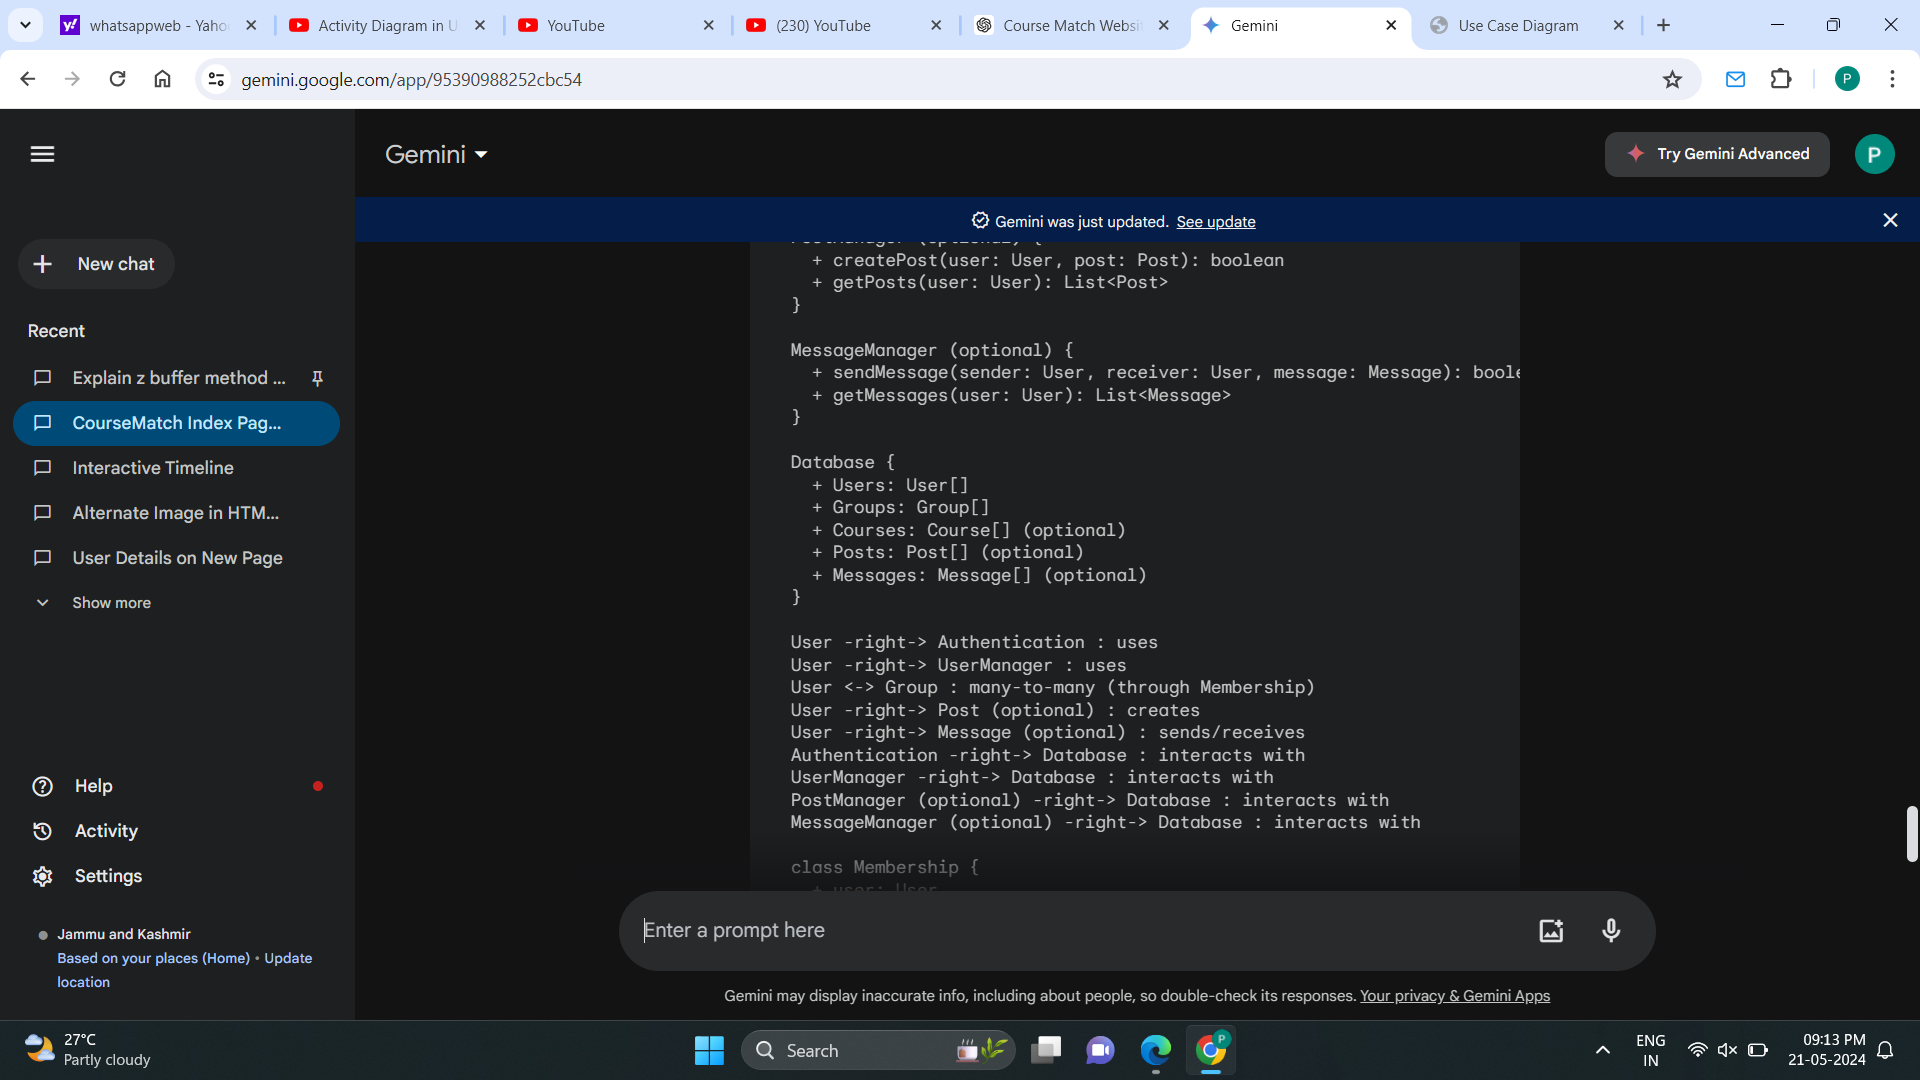 whatsappweb - Yaho
Activity Diagram in U
YouTube
(230) YouTube
Course Match Websi
Gemini
Use Case Diagram
gemini.google.com/app/95390988252cbc54
P
Gemini
Try Gemini Advanced
P
Gemini was just updated. See update
New chat
Recent
Explain z buffer method ...
CourseMatch Index Pag...
Interactive Timeline
Alternate Image in HTM...
User Details on New Page
Show more
Help
Activity
Settings
Jammu and Kashmir
Based on your places (Home) • Update
location
PostManager (optional) {
+ createPost(user: User, post: Post): boolean
+ getPosts(user: User): List<Post>
}
MessageManager (optional) {
+ sendMessage(sender: User, receiver: User, message: Message): boole
+ getMessages(user: User): List<Message>
}
Database {
+ Users: User[]
+ Groups: Group[]
+ Courses: Course[] (optional)
+ Posts: Post[] (optional)
+ Messages: Message[] (optional)
}
User -right-> Authentication : uses
User -right-> UserManager : uses
User <-> Group : many-to-many (through Membership)
User -right-> Post (optional) : creates
User -right-> Message (optional) : sends/receives
Authentication -right-> Database : interacts with
UserManager -right-> Database : interacts with
PostManager (optional) -right-> Database : interacts with
MessageManager (optional) -right-> Database : interacts with
class Membership {
+ user: User
Enter a prompt here
Gemini may display inaccurate info, including about people, so double-check its responses. Your privacy & Gemini Apps
27°C
Partly cloudy
Search
P
ENG
IN
09:13 PM
21-05-2024